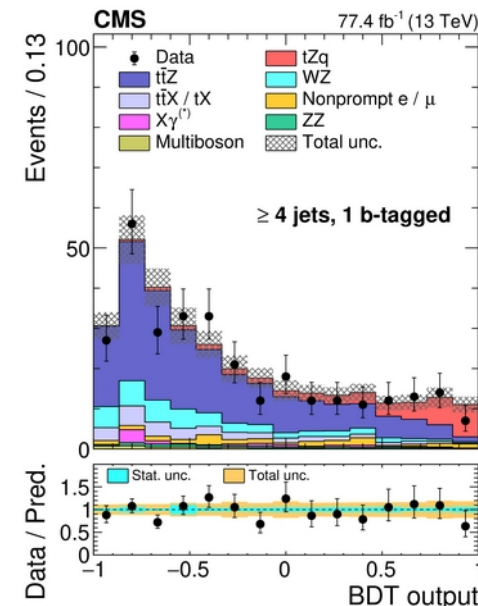 CMS 77.4 fb⁻¹ (13 TeV)
Events / 0.13
100
50
0
Data tZq
tt̄Z WZ
tt̄X / tX Nonprompt e / μ
Xγ⁽*⁾ ZZ
Multiboson Total unc.
≥ 4 jets, 1 b-tagged
Data / Pred.
1.5
1
0.5
0
Stat. unc. Total unc.
−1 −0.5 0 0.5 1
BDT output